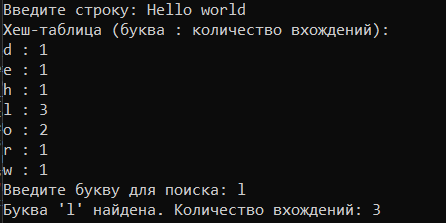 Введите строку: Hello world
Хеш-таблица (буква : количество вхождений):
d : 1
e : 1
h : 1
l : 3
o : 2
r : 1
w : 1
Введите букву для поиска: l
Буква 'l' найдена. Количество вхождений: 3